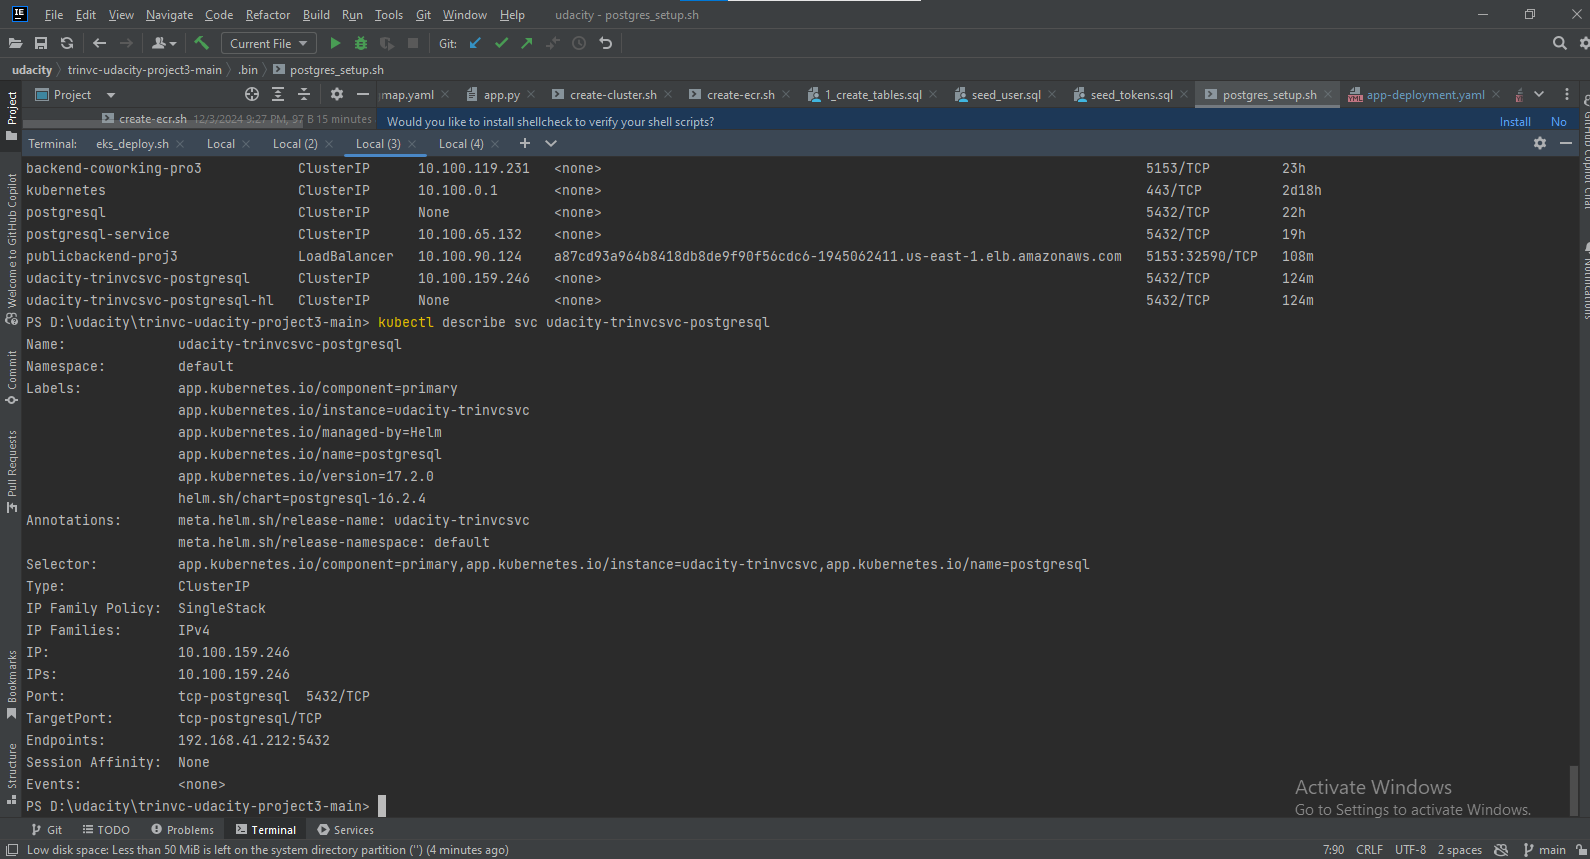 File Edit View Navigate Code Refactor Build Run Tools Git Window Help udacity - postgres_setup.sh
Current File Git:
udacity trinvc-udacity-project3-main .bin postgres_setup.sh
Project map.yaml app.py create-cluster.sh create-ecr.sh 1_create_tables.sql seed_user.sql seed_tokens.sql postgres_setup.sh app-deployment.yaml
create-ecr.sh 12/3/2024 9:27 PM, 97 B 15 minutes Would you like to install shellcheck to verify your shell scripts? Install No
Terminal: eks_deploy.sh Local Local (2) Local (3) Local (4)
backend-coworking-pro3 ClusterIP 10.100.119.231 <none> 5153/TCP 23h
kubernetes ClusterIP 10.100.0.1 <none> 443/TCP 2d18h
postgresql ClusterIP None <none> 5432/TCP 22h
postgresql-service ClusterIP 10.100.65.132 <none> 5432/TCP 19h
publicbackend-proj3 LoadBalancer 10.100.90.124 a87cd93a964b8418db8de9f90f56cdc6-1945062411.us-east-1.elb.amazonaws.com 5153:32590/TCP 108m
udacity-trinvcsvc-postgresql ClusterIP 10.100.159.246 <none> 5432/TCP 124m
udacity-trinvcsvc-postgresql-hl ClusterIP None <none> 5432/TCP 124m
PS D:\udacity\trinvc-udacity-project3-main> kubectl describe svc udacity-trinvcsvc-postgresql
Name: udacity-trinvcsvc-postgresql
Namespace: default
Labels: app.kubernetes.io/component=primary
app.kubernetes.io/instance=udacity-trinvcsvc
app.kubernetes.io/managed-by=Helm
app.kubernetes.io/name=postgresql
app.kubernetes.io/version=17.2.0
helm.sh/chart=postgresql-16.2.4
Annotations: meta.helm.sh/release-name: udacity-trinvcsvc
meta.helm.sh/release-namespace: default
Selector: app.kubernetes.io/component=primary,app.kubernetes.io/instance=udacity-trinvcsvc,app.kubernetes.io/name=postgresql
Type: ClusterIP
IP Family Policy: SingleStack
IP Families: IPv4
IP: 10.100.159.246
IPs: 10.100.159.246
Port: tcp-postgresql 5432/TCP
TargetPort: tcp-postgresql/TCP
Endpoints: 192.168.41.212:5432
Session Affinity: None
Events: <none>
PS D:\udacity\trinvc-udacity-project3-main>
Activate Windows
Go to Settings to activate Windows.
Project
Welcome to GitHub Copilot
Commit
Pull Requests
Bookmarks
Structure
GitHub Copilot Chat
Notifications
Git TODO Problems Terminal Services
Low disk space: Less than 50 MiB is left on the system directory partition ('') (4 minutes ago) 7:90 CRLF UTF-8 2 spaces main